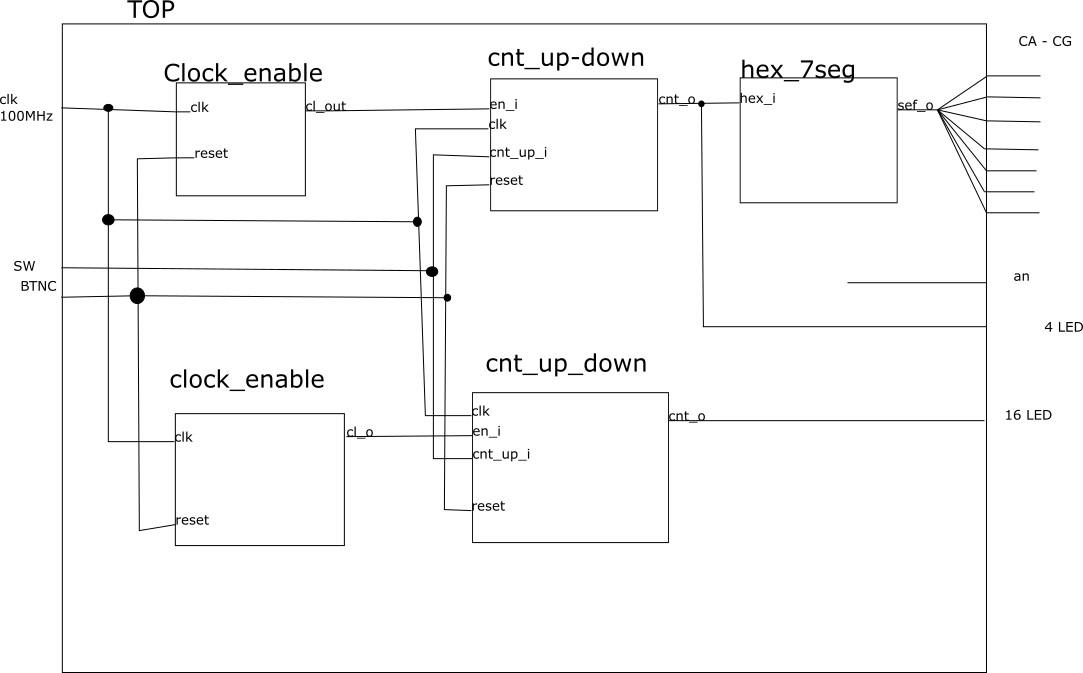 TOP
CA - CG
cnt_up-down
Clock_enable
hex_7seg
clk
100MHz
clk
cl_out
en_i
clk
cnt_up_i
reset
cnt_o
hex_i
sef_o
reset
SW
BTNC
an
4 LED
clock_enable
cnt_up_down
clk
cl_o
reset
clk
en_i
cnt_up_i
reset
cnt_o
16 LED